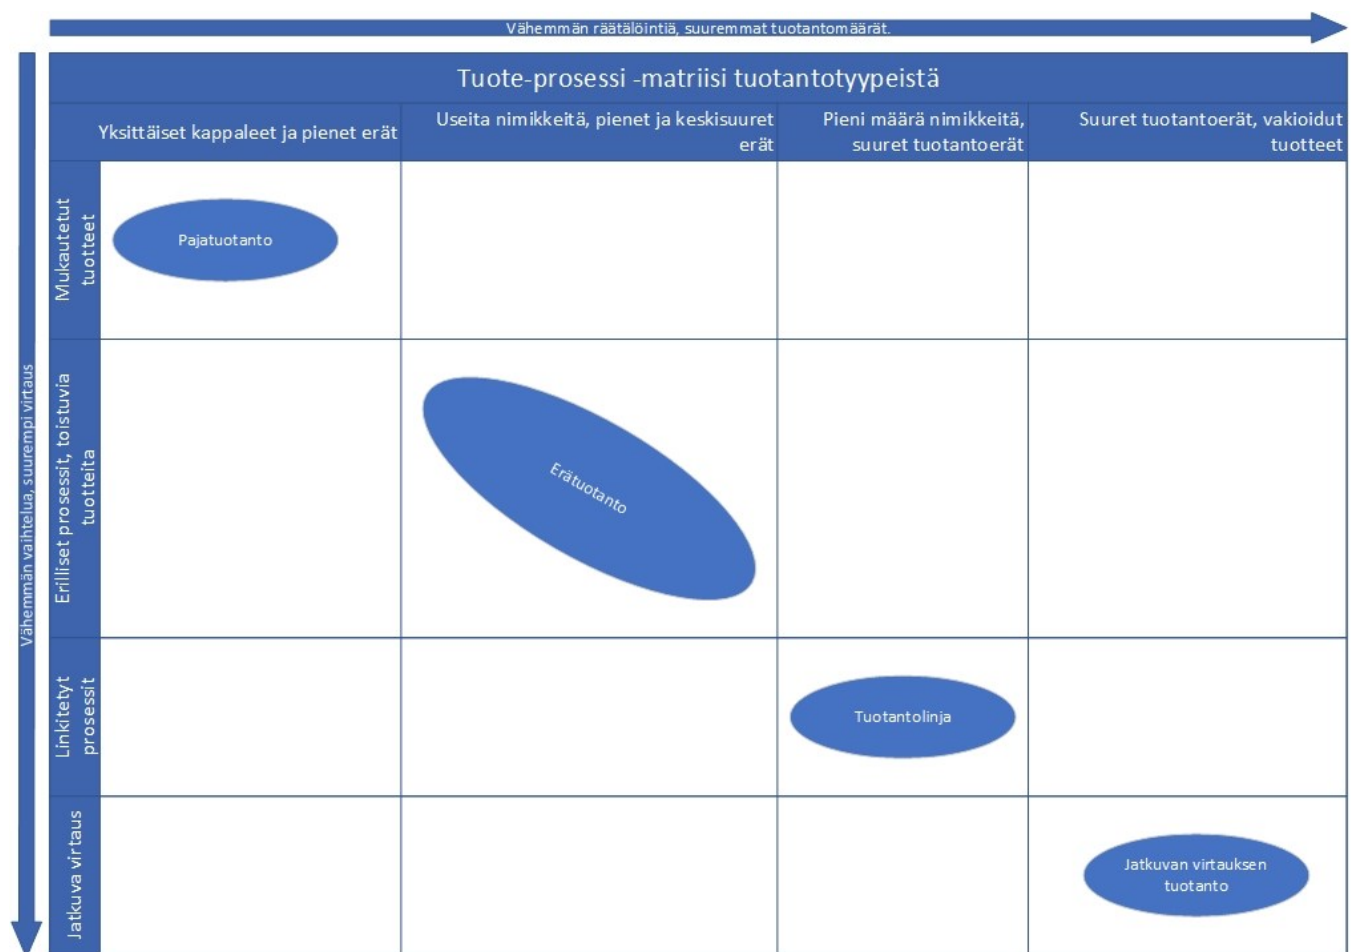 Vähemmän räätälöintiä, suuremmat tuotantomäärät.
Vähemmän vaihtelua, suurempi virtaus
Tuote-prosessi -matriisi tuotantotyypeistä
Yksittäiset kappaleet ja pienet erät
Useita nimikkeitä, pienet ja keskisuuret
erät
Pieni määrä nimikkeitä,
suuret tuotantoerät
Suuret tuotantoerät, vakioidut
tuotteet
Mukautetut
tuotteet
Pajatuotanto
Erilliset prosessit, toistuvia
tuotteita
Erätuotanto
Linkitetyt
prosessit
Tuotantolinja
Jatkuva virtaus
Jatkuvan virtauksen
tuotanto